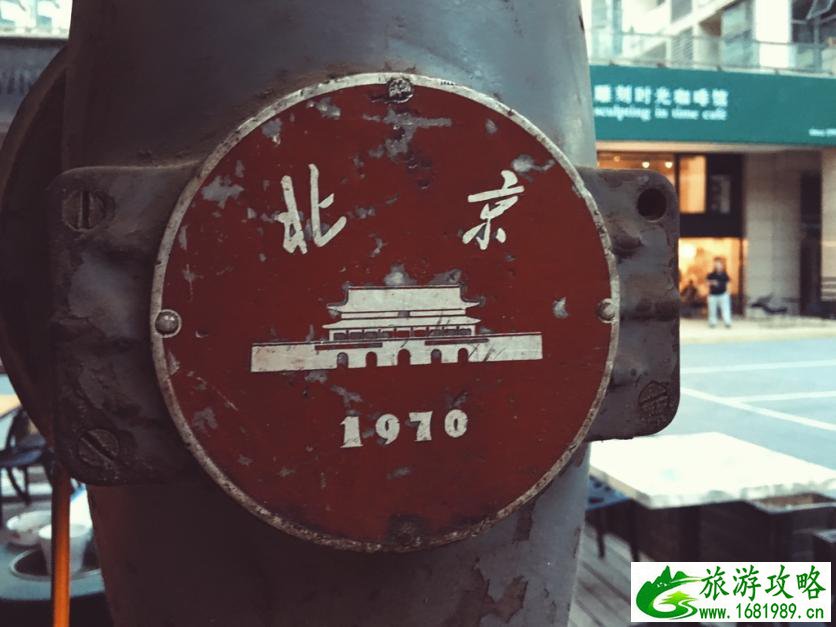 北京
1970
雕刻时光咖啡馆
sculpting in time café
旅游攻略
www.1681989.cn